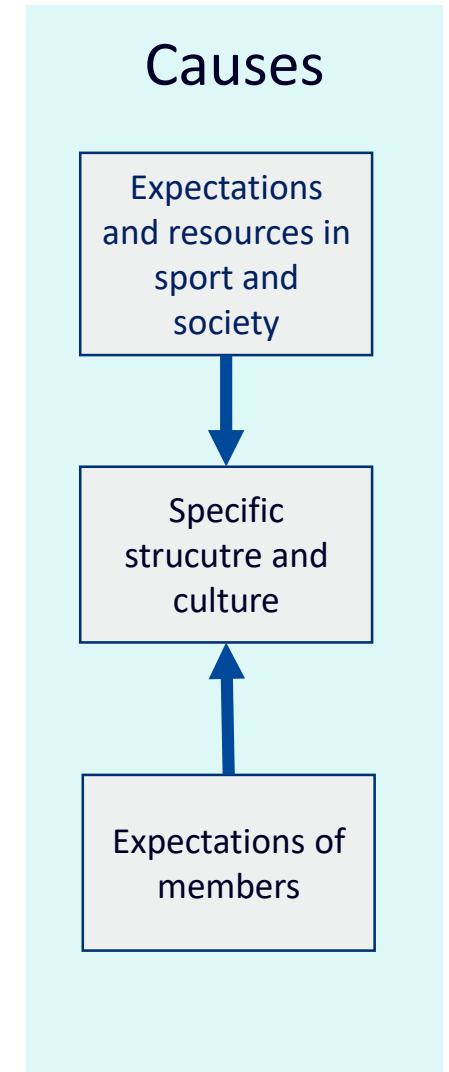 Causes
Expectations
and resources in
sport and
society
Specific
strucutre and
culture
Expectations of
members